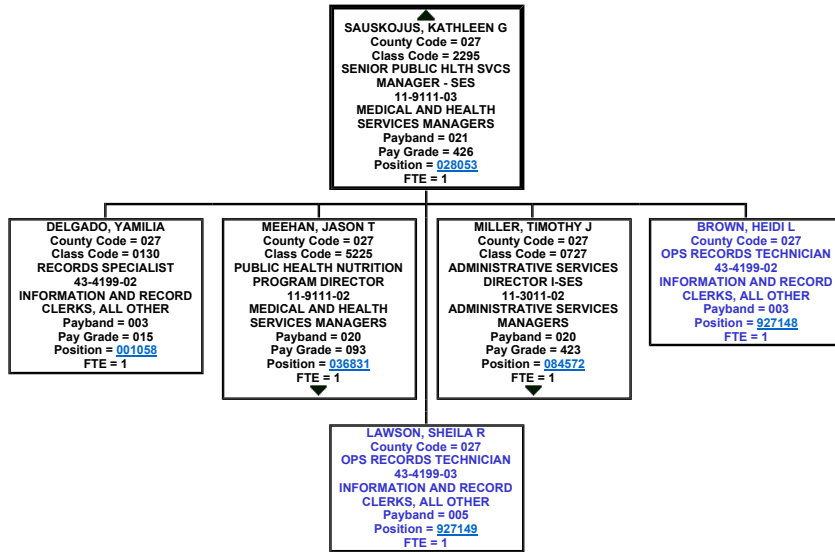 SAUSKOJUS, KATHLEEN G
County Code = 027
Class Code = 2295
SENIOR PUBLIC HLTH SVCS
MANAGER - SES
11-9111-03
MEDICAL AND HEALTH
SERVICES MANAGERS
Payband = 021
Pay Grade = 426
Position = 028053
FTE = 1
DELGADO, YAMILIA
County Code = 027
Class Code = 0130
RECORDS SPECIALIST
43-4199-02
INFORMATION AND RECORD
CLERKS, ALL OTHER
Payband = 003
Pay Grade = 015
Position = 001058
FTE = 1
MEEHAN, JASON T
County Code = 027
Class Code = 5225
PUBLIC HEALTH NUTRITION
PROGRAM DIRECTOR
11-9111-02
MEDICAL AND HEALTH
SERVICES MANAGERS
Payband = 020
Pay Grade = 093
Position = 036831
FTE = 1
MILLER, TIMOTHY J
County Code = 027
Class Code = 0727
ADMINISTRATIVE SERVICES
DIRECTOR I-SES
11-3011-02
ADMINISTRATIVE SERVICES
MANAGERS
Payband = 020
Pay Grade = 423
Position = 084572
FTE = 1
BROWN, HEIDI L
County Code = 027
OPS RECORDS TECHNICIAN
43-4199-02
INFORMATION AND RECORD
CLERKS, ALL OTHER
Payband = 003
Position = 927148
FTE = 1
LAWSON, SHEILA R
County Code = 027
OPS RECORDS TECHNICIAN
43-4199-03
INFORMATION AND RECORD
CLERKS, ALL OTHER
Payband = 005
Position = 927149
FTE = 1